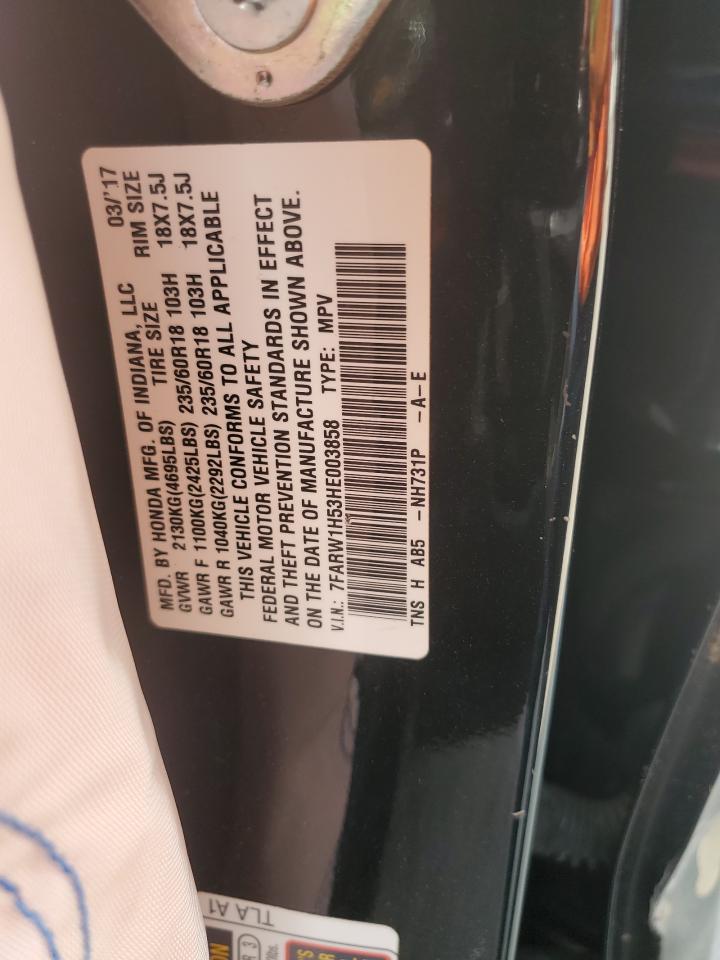 MFD. BY HONDA MFG. OF INDIANA, LLC 03/'17
GVWR 2130KG(4695LBS) TIRE SIZE RIM SIZE
GAWR F 1100KG(2425LBS) 235/60R18 103H 18X7.5J
GAWR R 1040KG(2292LBS) 235/60R18 103H 18X7.5J
THIS VEHICLE CONFORMS TO ALL APPLICABLE
FEDERAL MOTOR VEHICLE SAFETY
AND THEFT PREVENTION STANDARDS IN EFFECT
ON THE DATE OF MANUFACTURE SHOWN ABOVE.
V.I.N.: 7FARW1H53HE003858 TYPE: MPV
TNS H AB5 -NH731P -A-E
TLA A1